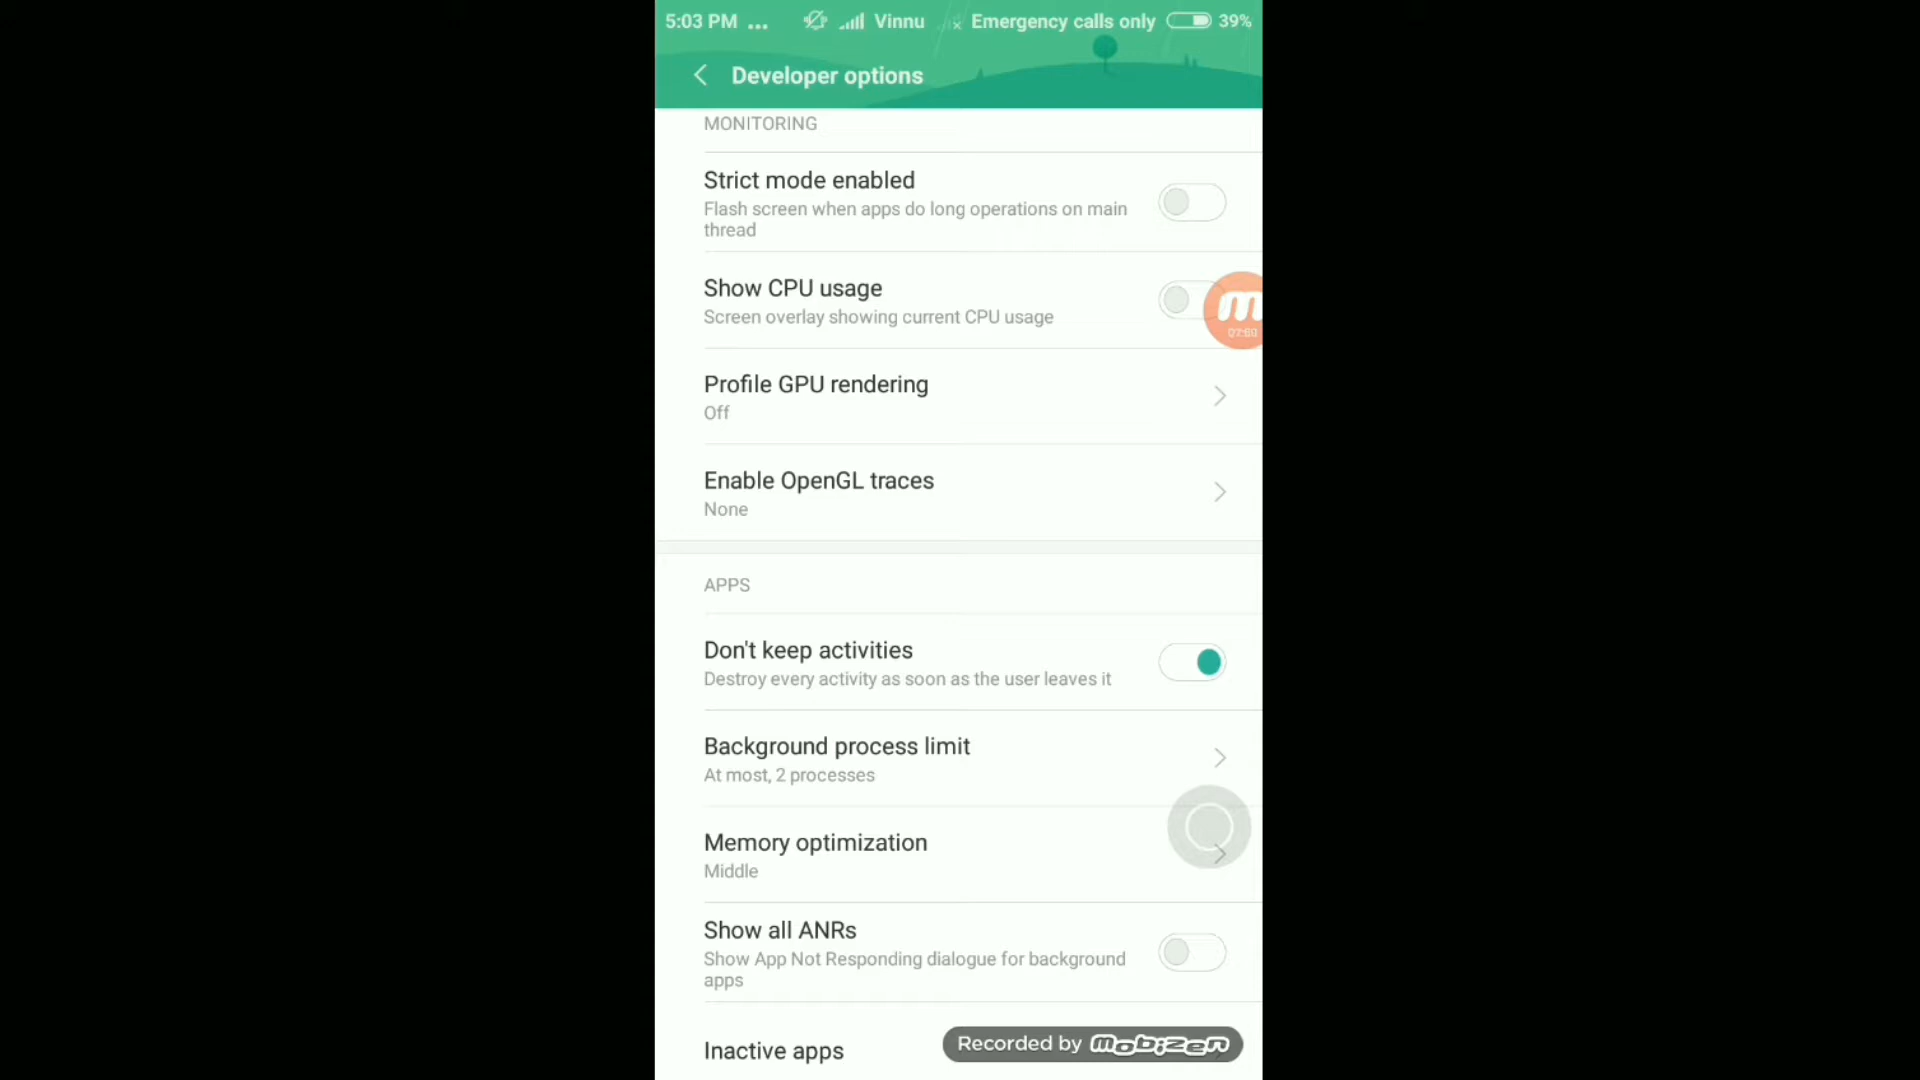 5:03 PM ... Vinnu Emergency calls only 39%
Developer options
MONITORING
Strict mode enabled
Flash screen when apps do long operations on main
thread
Show CPU usage
Screen overlay showing current CPU usage
Profile GPU rendering
Off
Enable OpenGL traces
None
APPS
Don't keep activities
Destroy every activity as soon as the user leaves it
Background process limit
At most, 2 processes
Memory optimization
Middle
Show all ANRs
Show App Not Responding dialogue for background
apps
Inactive apps
Recorded by mobizen